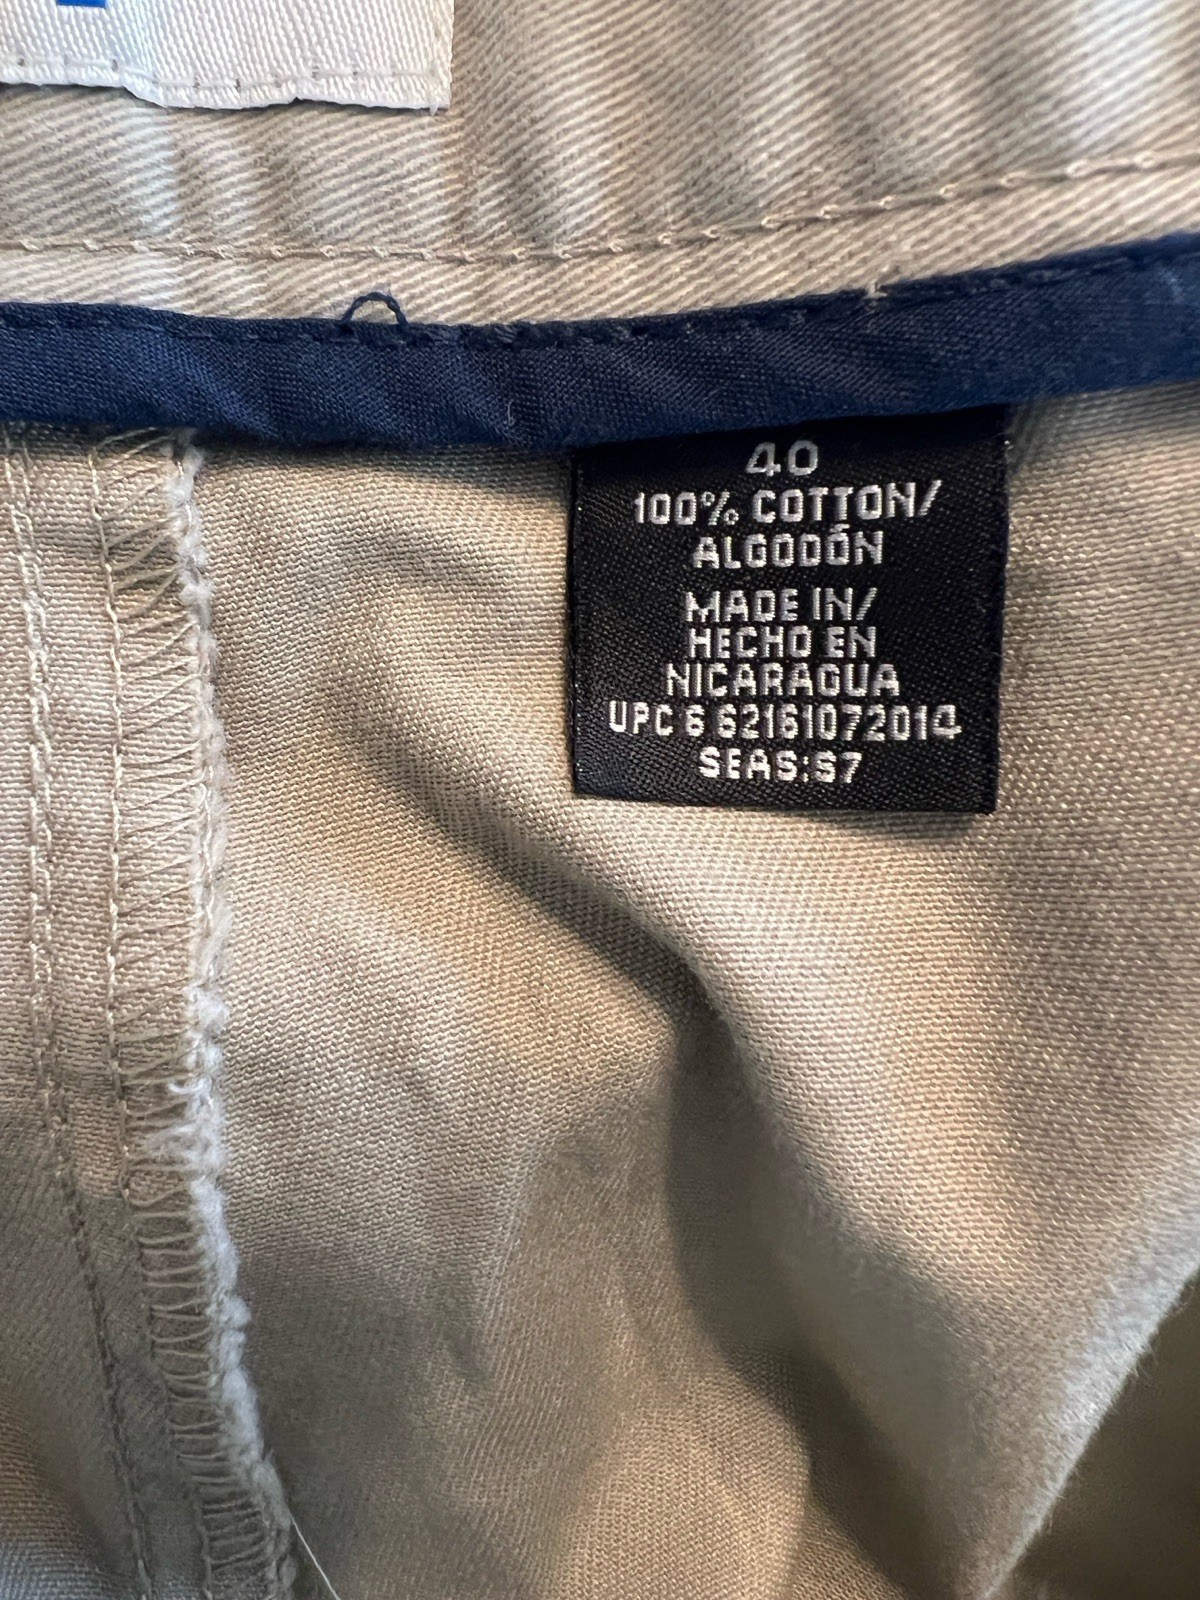 40
100% COTTON/
ALGODÓN
MADE IN/
HECHO EN
NICARAGUA
UPC 6 62161072014
SEAS:S7